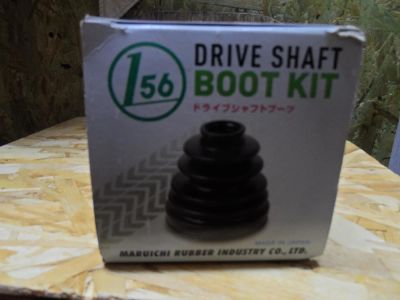 156
DRIVE SHAFT
BOOT KIT
ドライブシャフトブーツ
MADE IN JAPAN
MARUICHI RUBBER INDUSTRY CO., LTD.